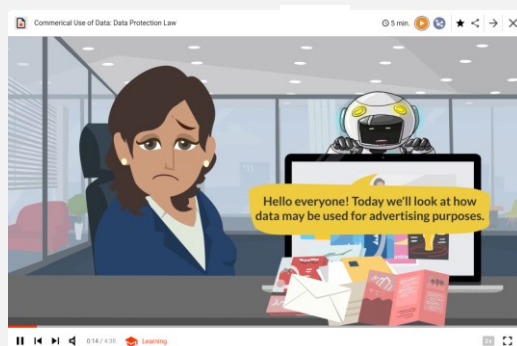 Commerical Use of Data: Data Protection Law
5 min.
Hello everyone! Today we'll look at how
data may be used for advertising purposes.
0:14 / 4:38
Learning